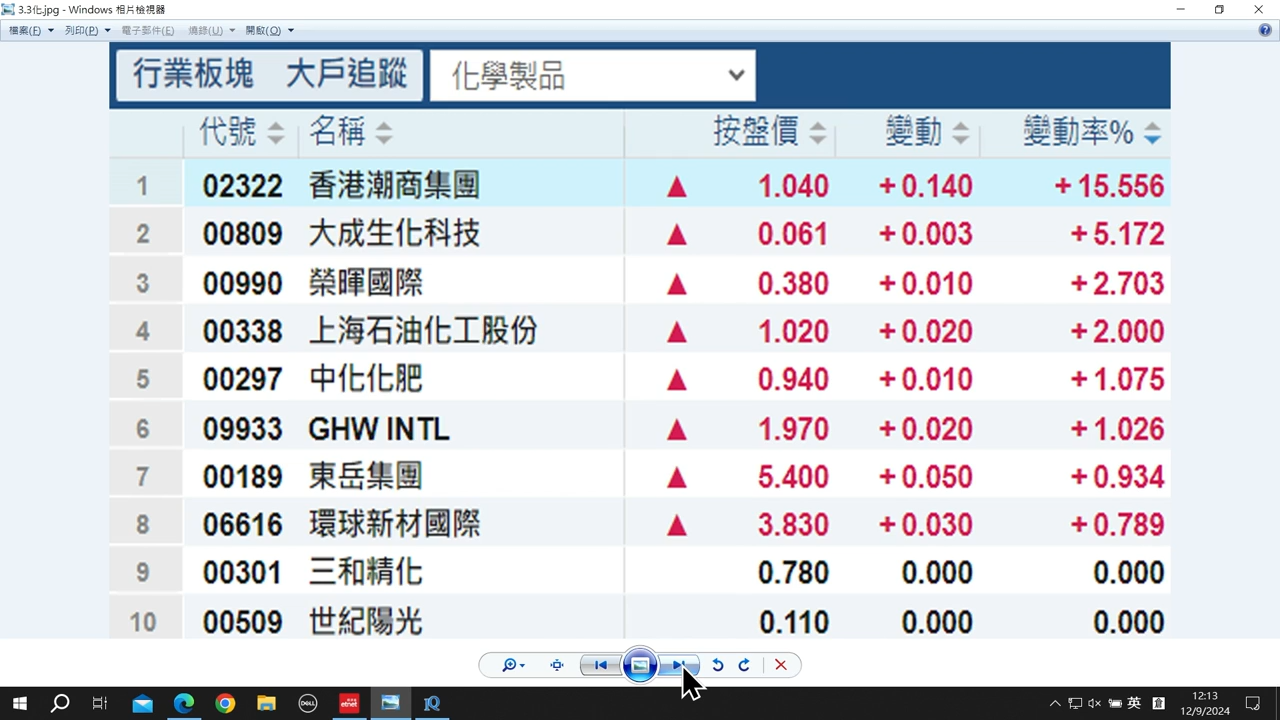 3.3化.jpg - Windows 相片檢視器
檔案(F) 列印(P) 電子郵件(E) 燒錄(U) 開啟(O)
行業板塊 大戶追蹤 化學製品
代號 名稱 按盤價 變動 變動率%
1 02322 香港潮商集團 ▲ 1.040 +0.140 +15.556
2 00809 大成生化科技 ▲ 0.061 +0.003 +5.172
3 00990 榮暉國際 ▲ 0.380 +0.010 +2.703
4 00338 上海石油化工股份 ▲ 1.020 +0.020 +2.000
5 00297 中化化肥 ▲ 0.940 +0.010 +1.075
6 09933 GHW INTL ▲ 1.970 +0.020 +1.026
7 00189 東岳集團 ▲ 5.400 +0.050 +0.934
8 06616 環球新材國際 ▲ 3.830 +0.030 +0.789
9 00301 三和精化 0.780 0.000 0.000
10 00509 世紀陽光 0.110 0.000 0.000
DELL etnet IQ 英 倉 12:13
12/9/2024